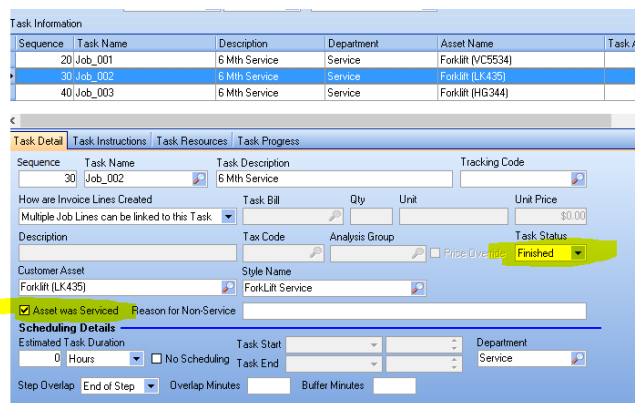 Task Information
Sequence Task Name Description Department Asset Name Task A
20 Job_001 6 Mth Service Service Forklift (VC5534)
30 Job_002 6 Mth Service Service Forklift (LK435)
40 Job_003 6 Mth Service Service Forklift (HG344)
Task Detail Task Instructions Task Resources Task Progress
Sequence Task Name Task Description Tracking Code
30 Job_002 6 Mth Service
How are Invoice Lines Created Task Bill Qty Unit Unit Price
Multiple Job Lines can be linked to this Task $0.00
Description Tax Code Analysis Group Task Status
Price Override Finished
Customer Asset Style Name
Forklift (LK435) ForkLift Service
Asset was Serviced Reason for Non-Service
Scheduling Details
Estimated Task Duration Task Start Department
0 Hours No Scheduling Task End Service
Step Overlap End of Step Overlap Minutes Buffer Minutes